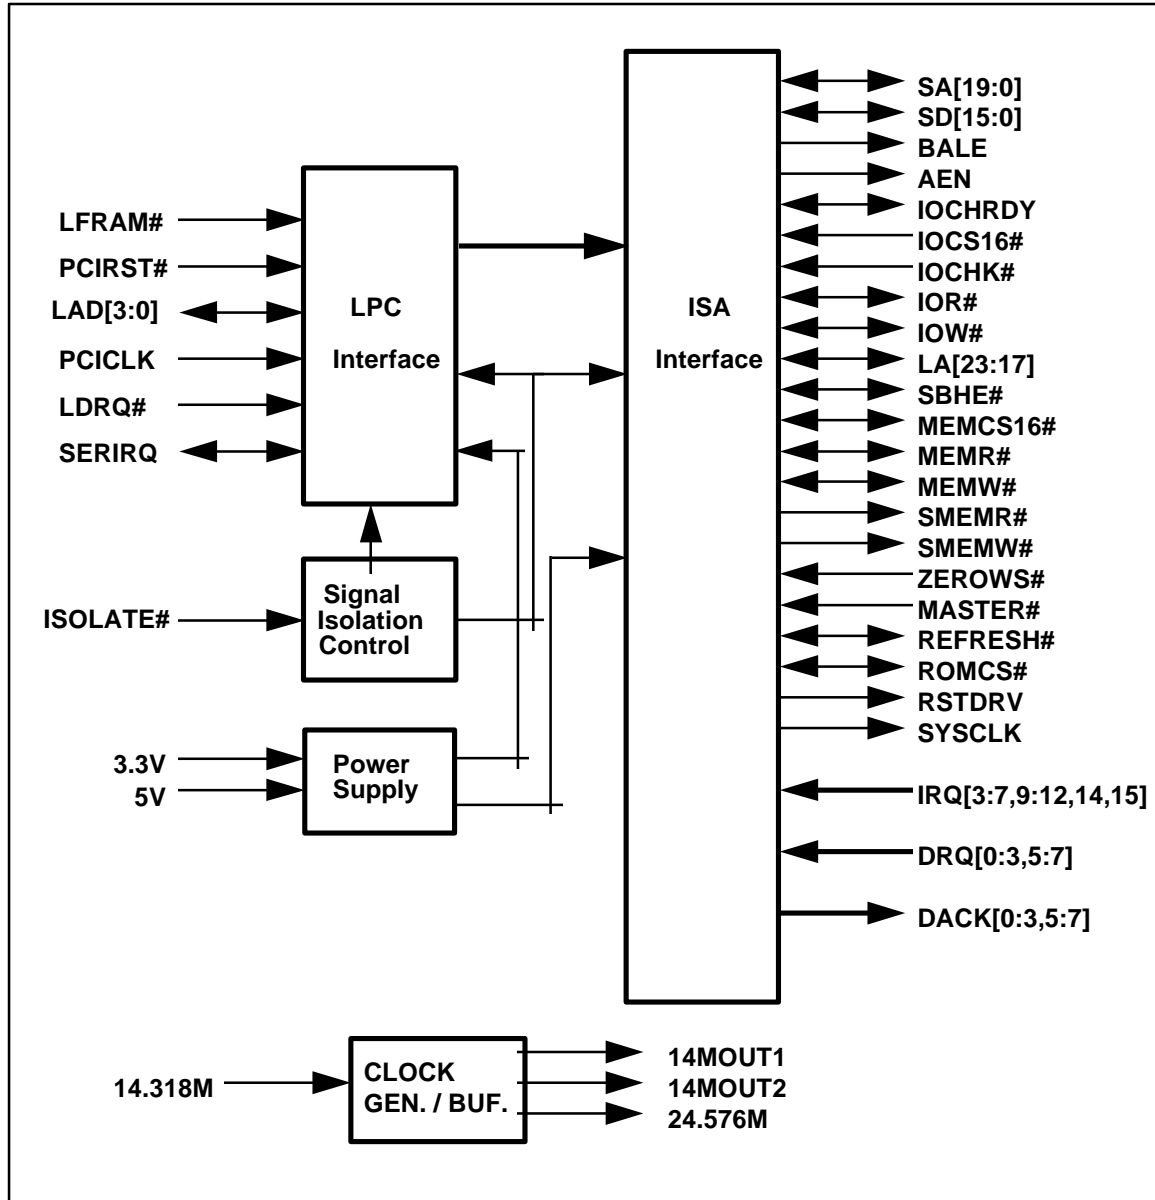 LFRAM#
PCIRST#
LAD[3:0]
PCICLK
LDRQ#
SERIRQ
LPC
Interface
ISOLATE#
Signal
Isolation
Control
3.3V
5V
Power
Supply
ISA
Interface
SA[19:0]
SD[15:0]
BALE
AEN
IOCHRDY
IOCS16#
IOCHK#
IOR#
IOW#
LA[23:17]
SBHE#
MEMCS16#
MEMR#
MEMW#
SMEMR#
SMEMW#
ZEROWS#
MASTER#
REFRESH#
ROMCS#
RSTDRV
SYSCLK
IRQ[3:7,9:12,14,15]
DRQ[0:3,5:7]
DACK[0:3,5:7]
14.318M
CLOCK
GEN. / BUF.
14MOUT1
14MOUT2
24.576M